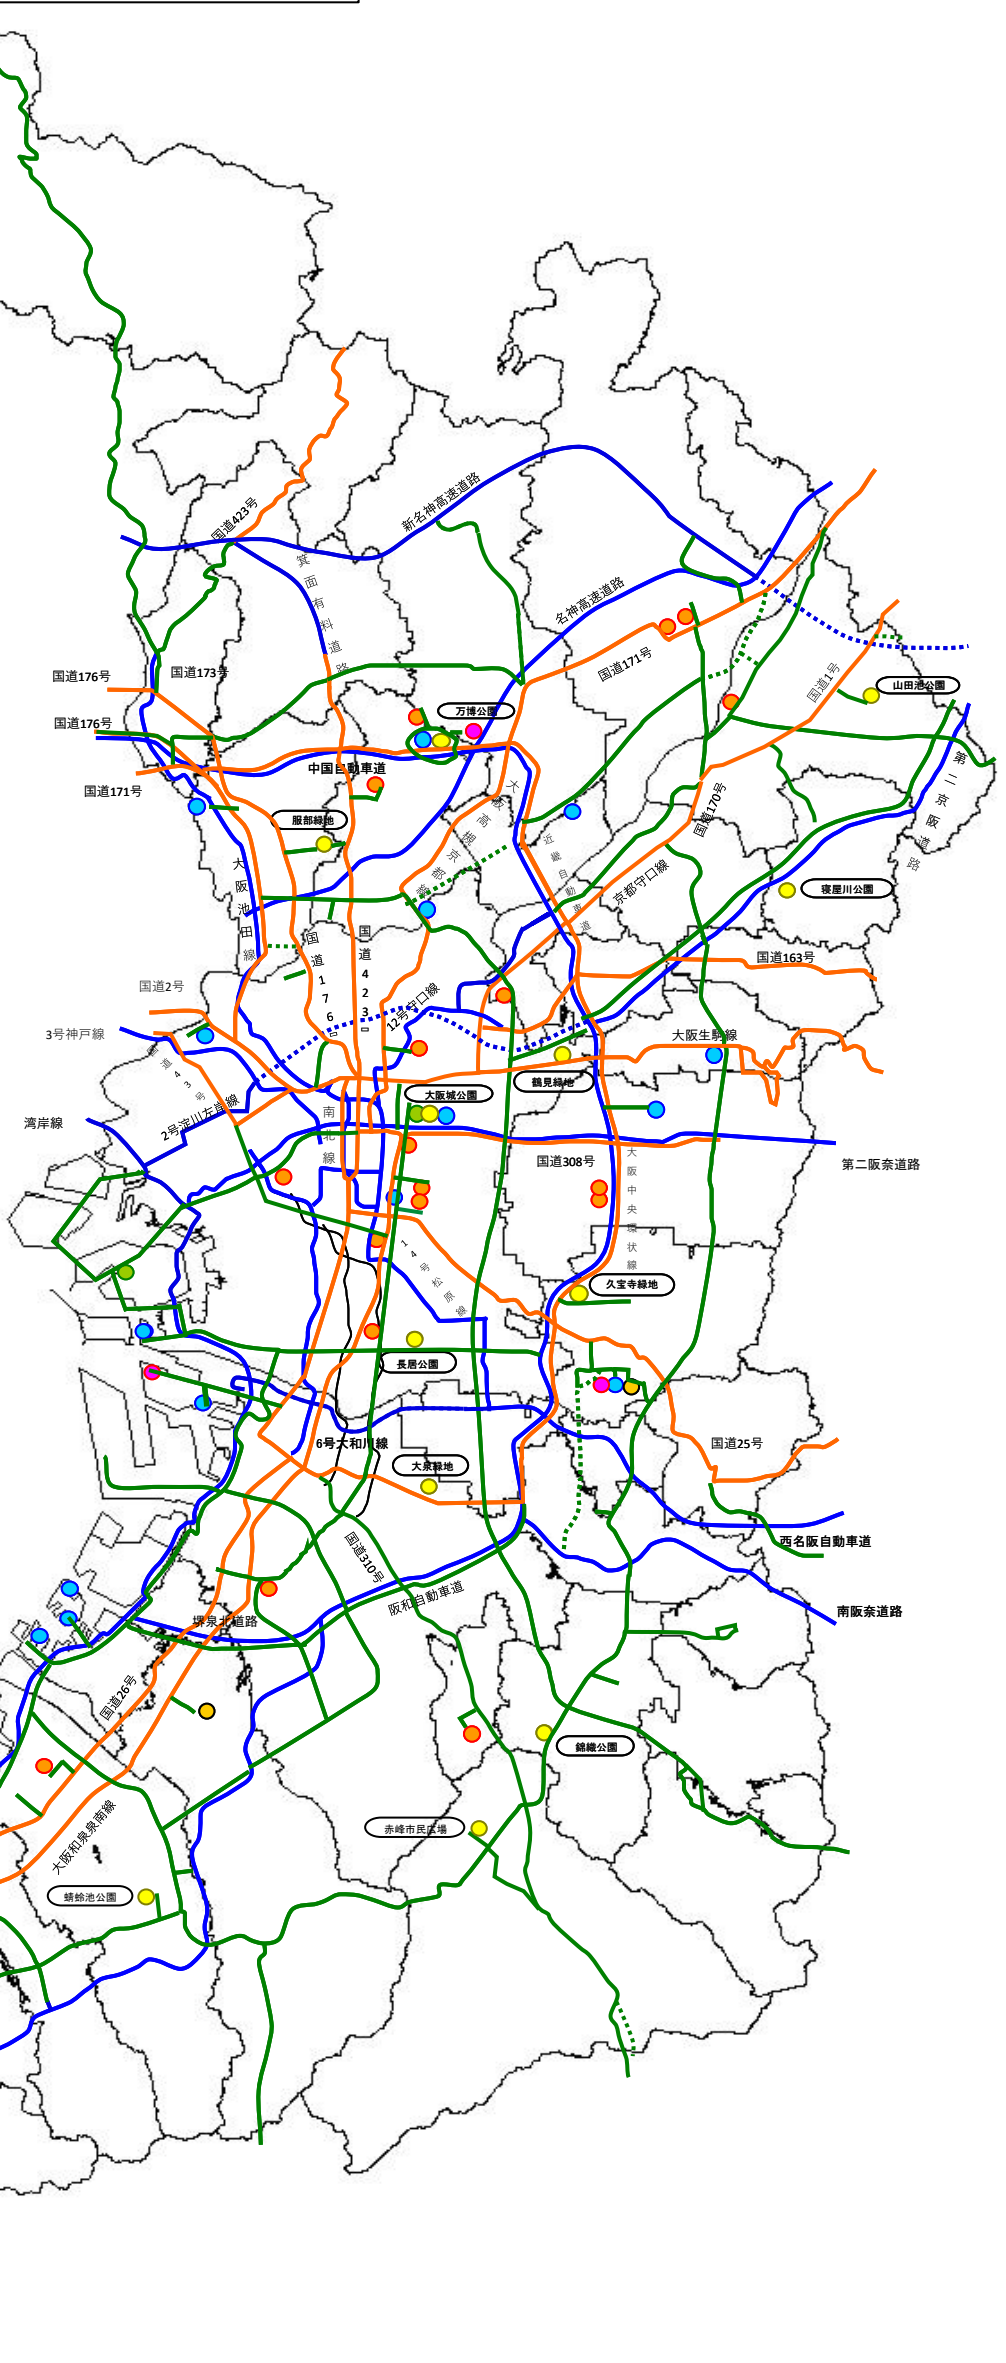 国道423号
新名神高速道路
箕面有料道路
名神高速道路
国道176号
国道173号
国道171号
国道1号
山田池公園
万博公園
国道176号
中国自動車道
第二京阪道路
国道171号
国道170号
服部緑地
大阪高槻京都線
近畿自動車道
大阪池田線
京都守口線
寝屋川公園
国道176号
国道423号
国道163号
国道2号
12号守口線
3号神戸線
大阪生駒線
国道43号
鶴見緑地
大阪城公園
2号淀川左岸線
湾岸線
南北線
国道308号
第二阪奈道路
大阪中央環状線
14号松原線
久宝寺緑地
長居公園
6号大和川線
国道25号
大泉緑地
国道310号
西名阪自動車道
阪和自動車道
南阪奈道路
堺泉北道路
国道26号
錦織公園
大阪和泉泉南線
赤峰市民広場
蜻蛉池公園